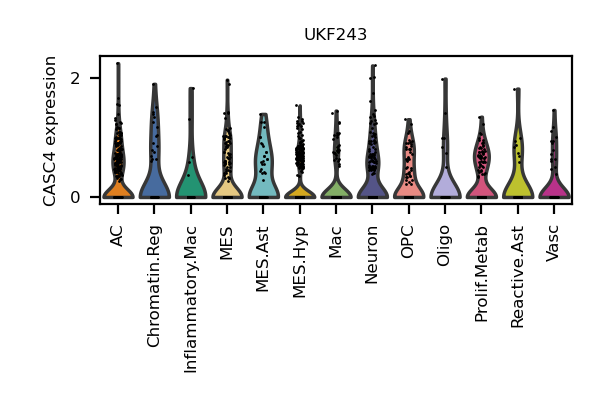 UKF243
CASC4 expression
2
0
AC
Chromatin.Reg
Inflammatory.Mac
MES
MES.Ast
MES.Hyp
Mac
Neuron
OPC
Oligo
Prolif.Metab
Reactive.Ast
Vasc